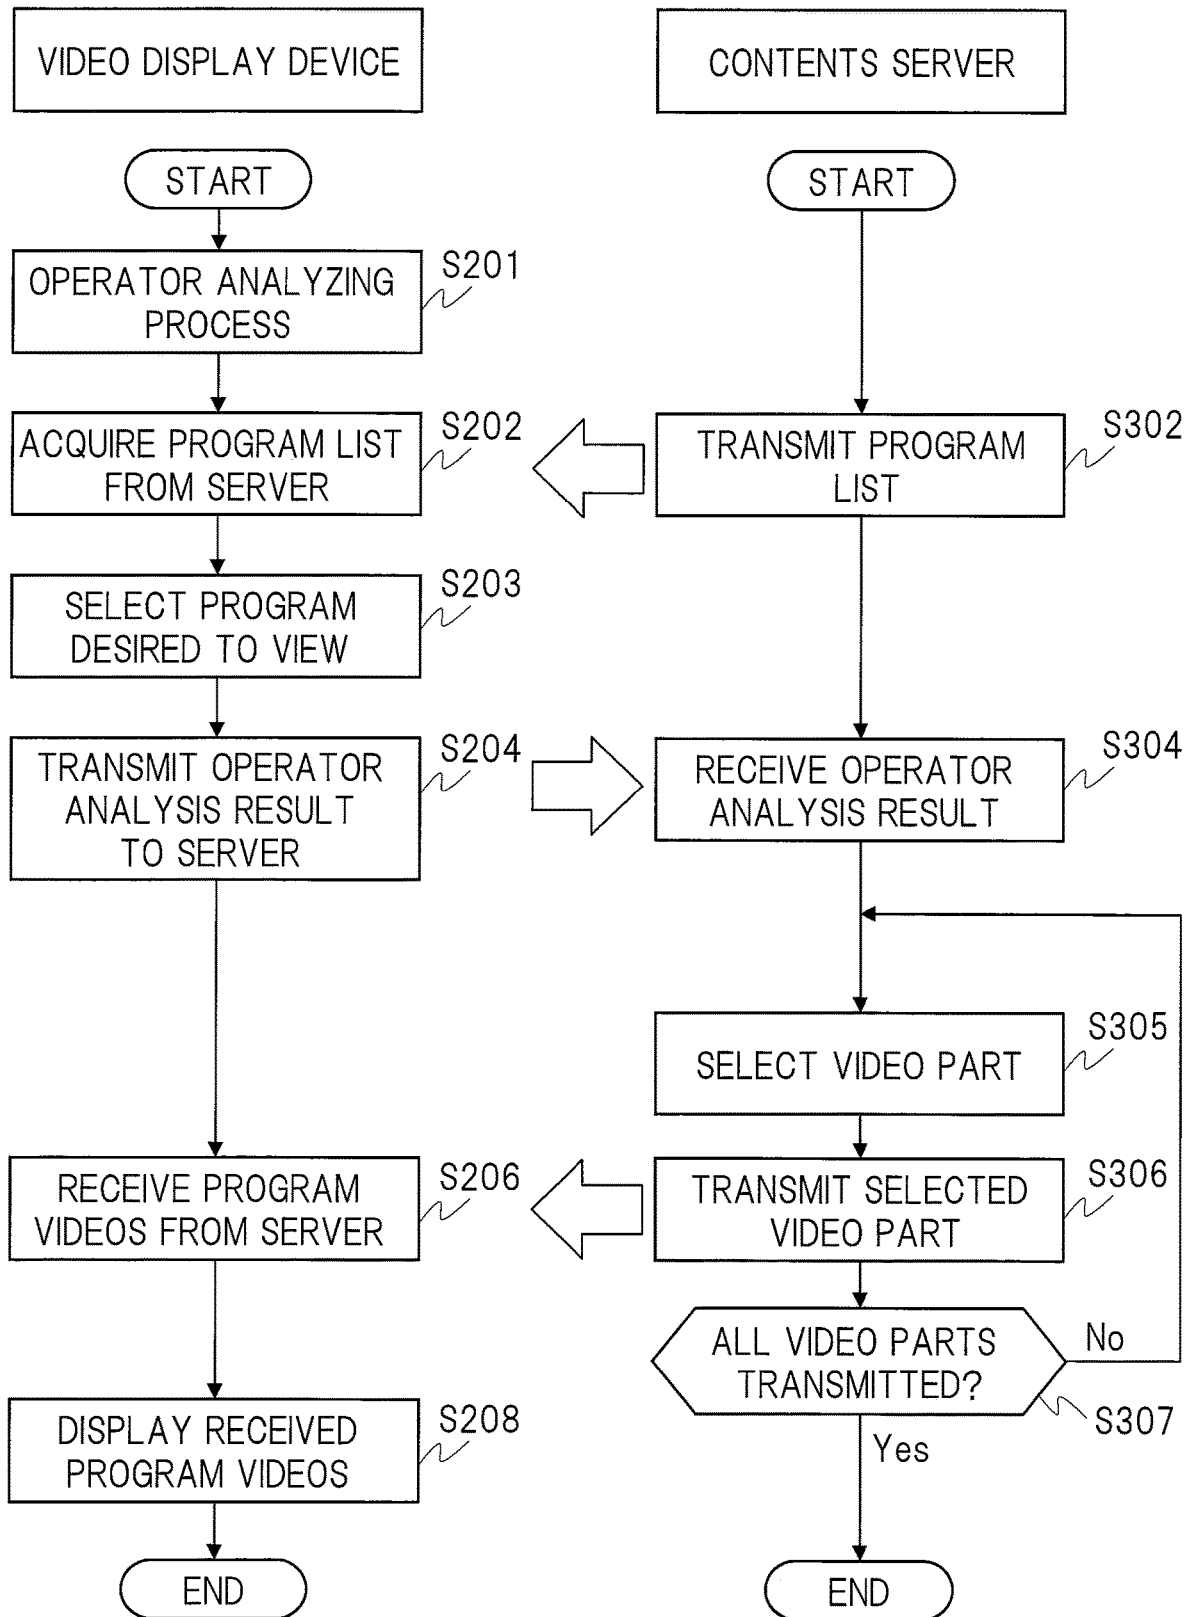 VIDEO DISPLAY DEVICE
CONTENTS SERVER
START
START
OPERATOR ANALYZING
PROCESS
S201
ACQUIRE PROGRAM LIST
FROM SERVER
S202
TRANSMIT PROGRAM
LIST
S302
SELECT PROGRAM
DESIRED TO VIEW
S203
TRANSMIT OPERATOR
ANALYSIS RESULT
TO SERVER
S204
RECEIVE OPERATOR
ANALYSIS RESULT
S304
SELECT VIDEO PART
S305
RECEIVE PROGRAM
VIDEOS FROM SERVER
S206
TRANSMIT SELECTED
VIDEO PART
S306
ALL VIDEO PARTS
TRANSMITTED?
No
S307
Yes
DISPLAY RECEIVED
PROGRAM VIDEOS
S208
END
END